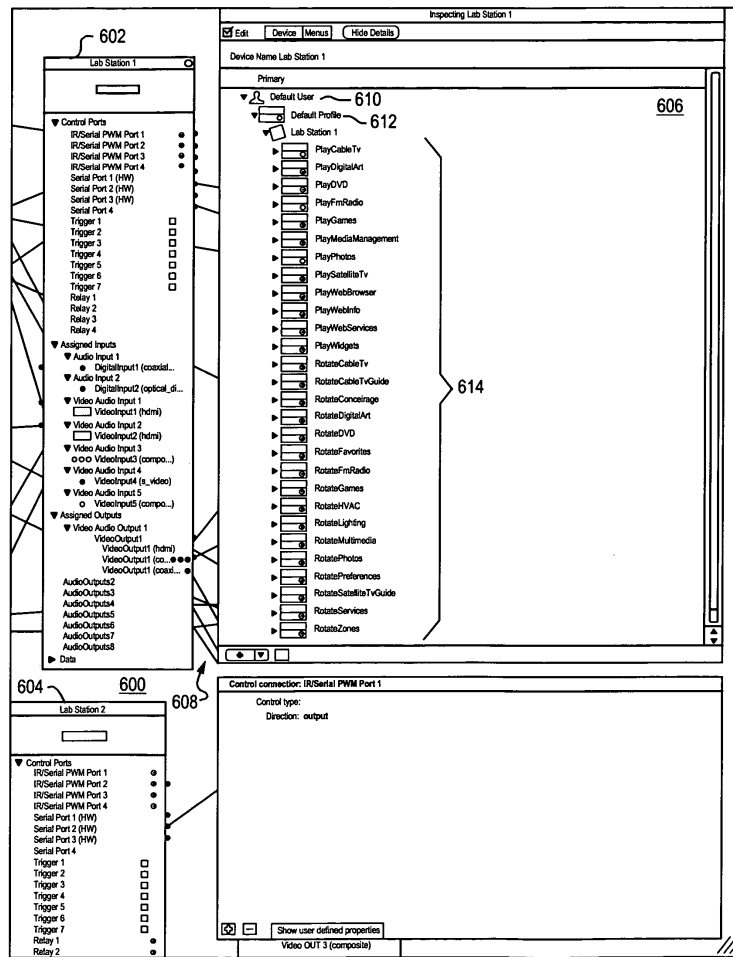 602
Lab Station 1
Control Ports
IR/Serial PWM Port 1
IR/Serial PWM Port 2
IR/Serial PWM Port 3
IR/Serial PWM Port 4
Serial Port 1 (HW)
Serial Port 2 (HW)
Serial Port 3 (HW)
Serial Port 4
Trigger 1
Trigger 2
Trigger 3
Trigger 4
Trigger 5
Trigger 6
Trigger 7
Relay 1
Relay 2
Relay 3
Relay 4
Assigned Inputs
Audio Input 1
DigitalInput1 (coaxial...
Audio Input 2
DigitalInput2 (optical_di...
Video Audio Input 1
VideoInput1 (hdmi)
Video Audio Input 2
VideoInput2 (hdmi)
Video Audio Input 3
VideoInput3 (compo...)
Video Audio Input 4
VideoInput4 (s_video)
Video Audio Input 5
VideoInput5 (compo...)
Assigned Outputs
Video Audio Output 1
VideoOutput1
VideoOutput1 (hdmi)
VideoOutput1 (co...
VideoOutput1 (coaxi...
AudioOutputs2
AudioOutputs3
AudioOutputs4
AudioOutputs5
AudioOutputs6
AudioOutputs7
AudioOutputs8
Data
608
Inspecting Lab Station 1
Edit Device Menus Hide Details
Device Name Lab Station 1
Primary
606
Default User 610
Default Profile 612
Lab Station 1
PlayCableTv
PlayDigitalArt
PlayDVD
PlayFmRadio
PlayGames
PlayMediaManagement
PlayPhotos
PlaySatelliteTv
PlayWebBrowser
PlayWebInfo
PlayWebServices
PlayWidgets
RotateCableTv
RotateCableTvGuide
RotateConceirage
RotateDigitalArt
RotateDVD
RotateFavorites
RotateFmRadio
RotateGames
RotateHVAC
RotateLighting
RotateMultimedia
RotatePhotos
RotatePreferences
RotateSatelliteTvGuide
RotateServices
RotateZones
614
604 600
Lab Station 2
Control Ports
IR/Serial PWM Port 1
IR/Serial PWM Port 2
IR/Serial PWM Port 3
IR/Serial PWM Port 4
Serial Port 1 (HW)
Serial Port 2 (HW)
Serial Port 3 (HW)
Serial Port 4
Trigger 1
Trigger 2
Trigger 3
Trigger 4
Trigger 5
Trigger 6
Trigger 7
Relay 1
Relay 2
Control connection: IR/Serial PWM Port 1
Control type:
Direction: output
Show user defined properties
Video OUT 3 (composite)